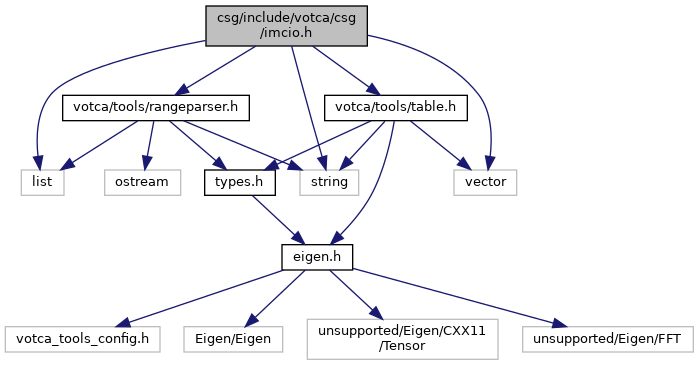 csg/include/votca/csg
/imcio.h
votca/tools/rangeparser.h
votca/tools/table.h
list
ostream
types.h
string
vector
eigen.h
votca_tools_config.h
Eigen/Eigen
unsupported/Eigen/CXX11
/Tensor
unsupported/Eigen/FFT